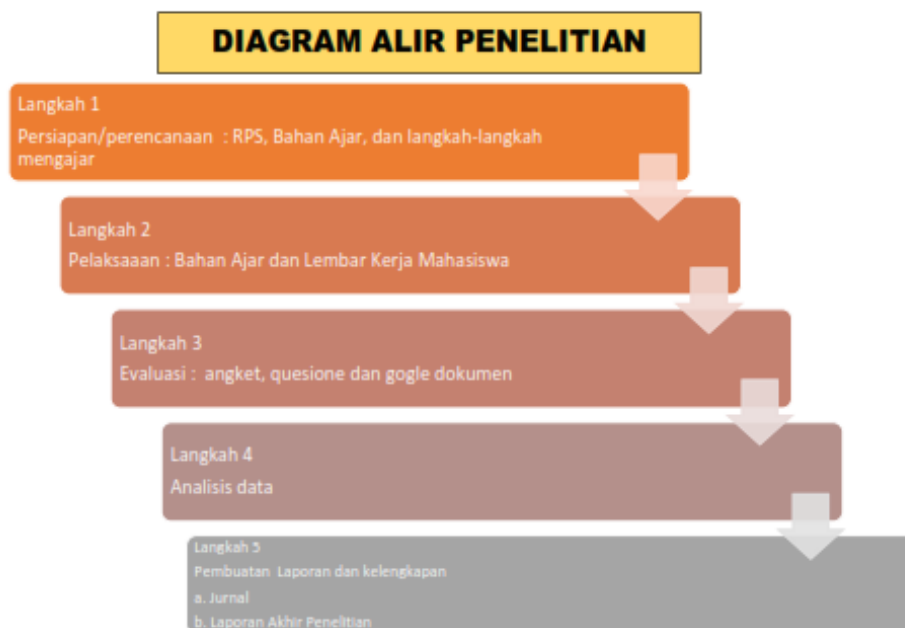 DIAGRAM ALIR PENELITIAN
Langkah 1
Persiapan/perencanaan : RPS, Bahan Ajar, dan langkah-langkah
mengajar
Langkah 2
Pelaksaaan : Bahan Ajar dan Lembar Kerja Mahasiswa
Langkah 3
Evaluasi : angket, quesione dan gogle dokumen
Langkah 4
Analisis data
Langkah 5
Pembuatan Laporan dan kelengkapan
a. Jurnal
b. Laporan Akhir Penelitian